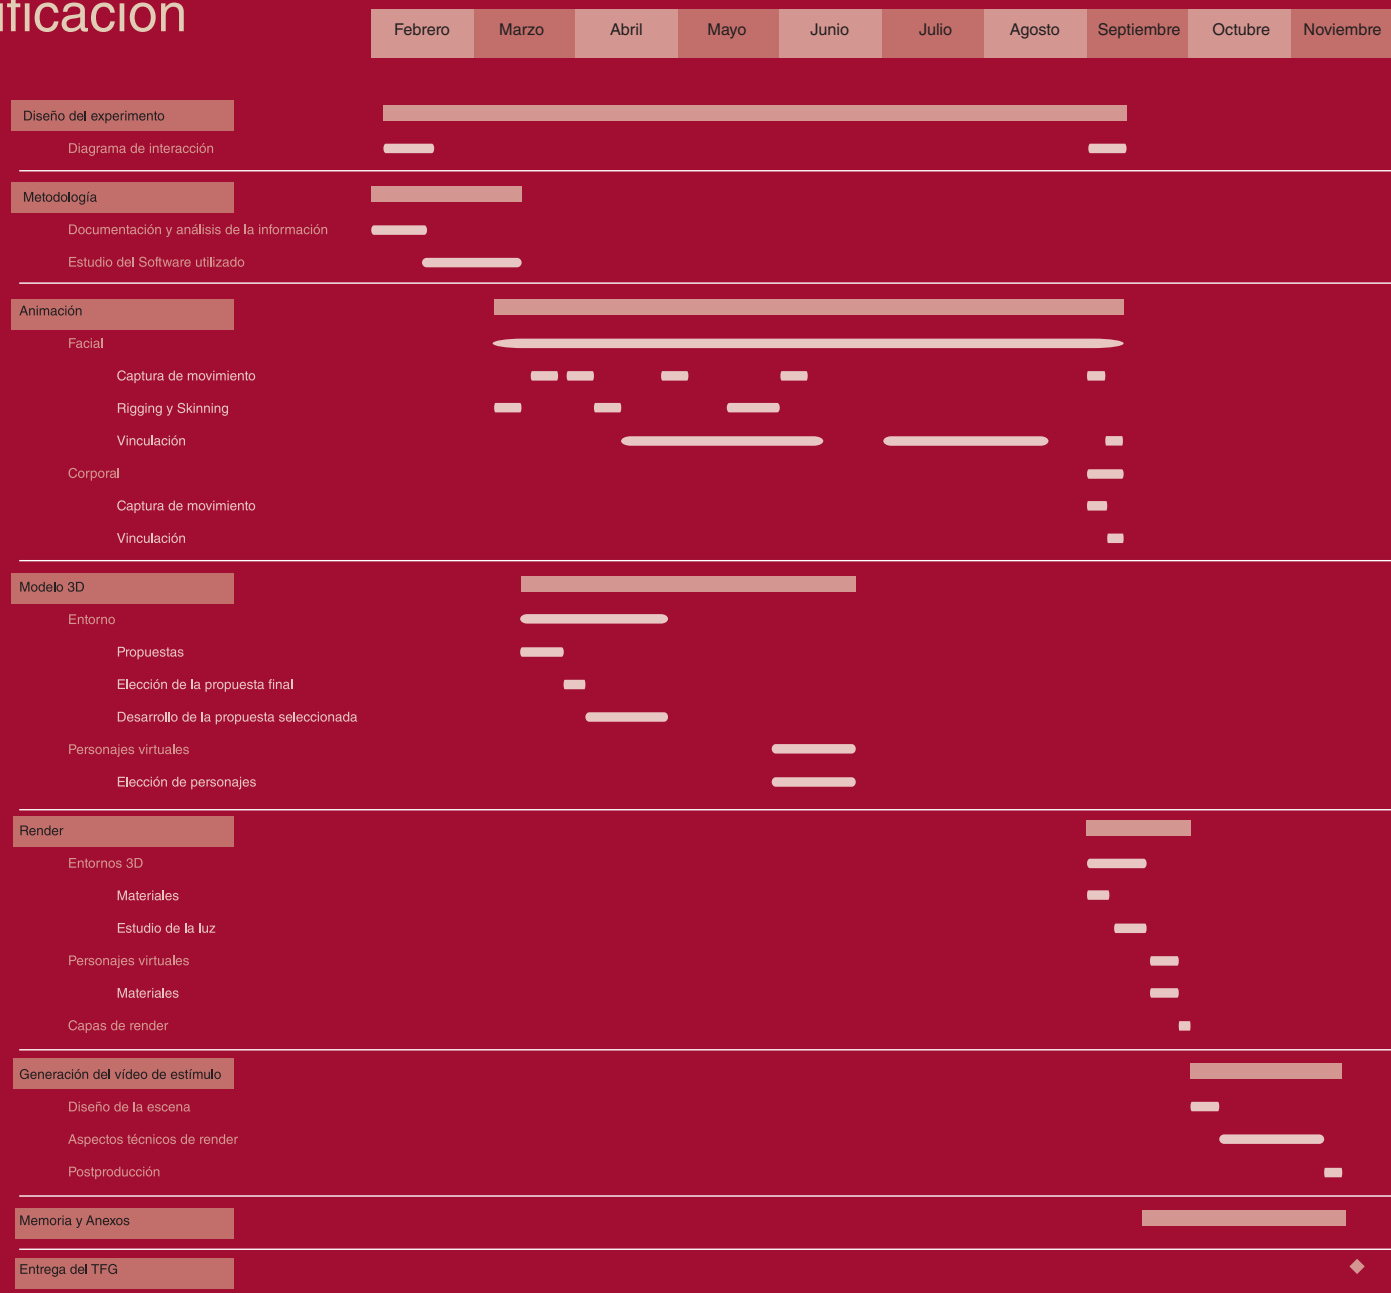 ificación
Febrero Marzo Abril Mayo Junio Julio Agosto Septiembre Octubre Noviembre
Diseño del experimento
Diagrama de interacción
Metodología
Documentación y análisis de la información
Estudio del Software utilizado
Animación
Facial
Captura de movimiento
Rigging y Skinning
Vinculación
Corporal
Captura de movimiento
Vinculación
Modelo 3D
Entorno
Propuestas
Elección de la propuesta final
Desarrollo de la propuesta seleccionada
Personajes virtuales
Elección de personajes
Render
Entornos 3D
Materiales
Estudio de la luz
Personajes virtuales
Materiales
Capas de render
Generación del vídeo de estímulo
Diseño de la escena
Aspectos técnicos de render
Postproducción
Memoria y Anexos
Entrega del TFG